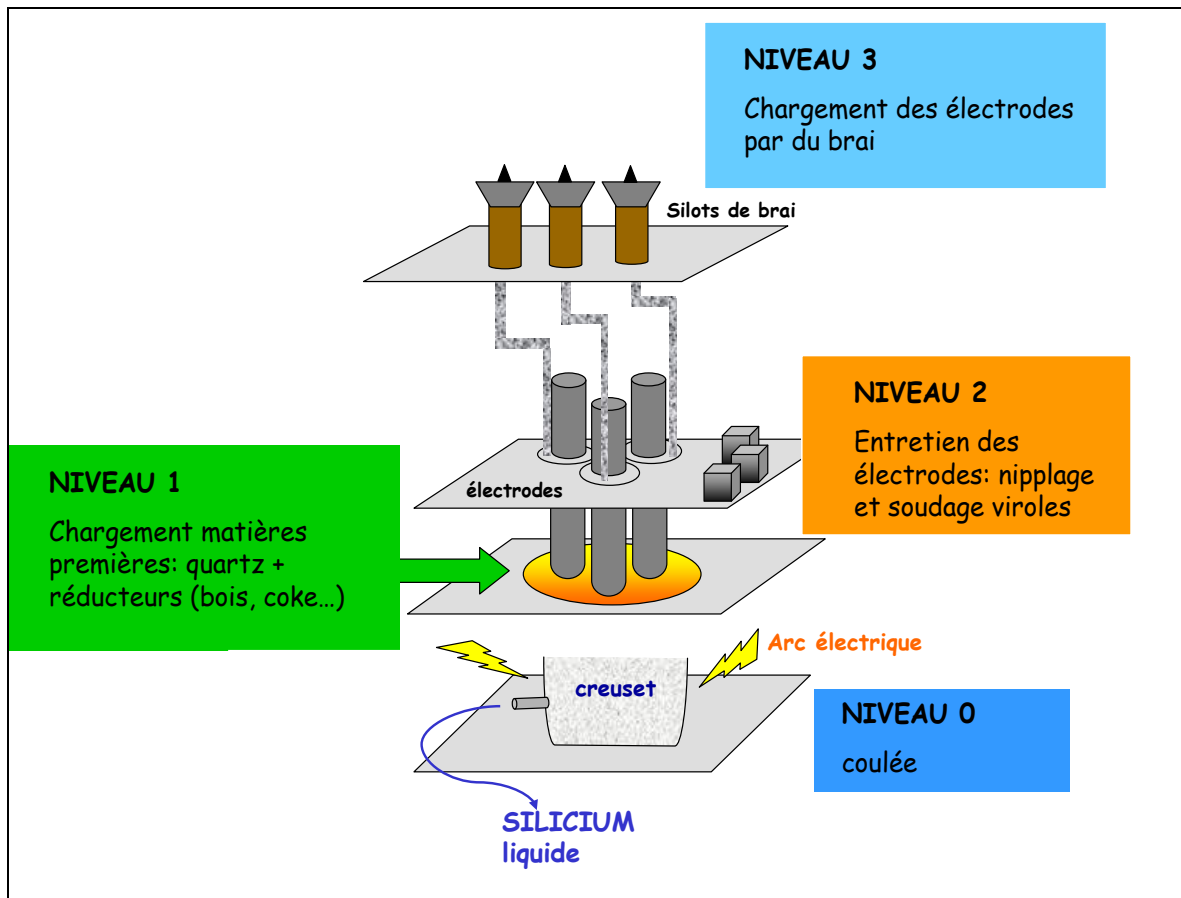 NIVEAU 3
Chargement des électrodes
par du brai
Silots de brai
NIVEAU 2
Entretien des
électrodes: nipplage
et soudage viroles
électrodes
NIVEAU 1
Chargement matières
premières: quartz +
réducteurs (bois, coke…)
Arc électrique
creuset
NIVEAU 0
coulée
SILICIUM
liquide